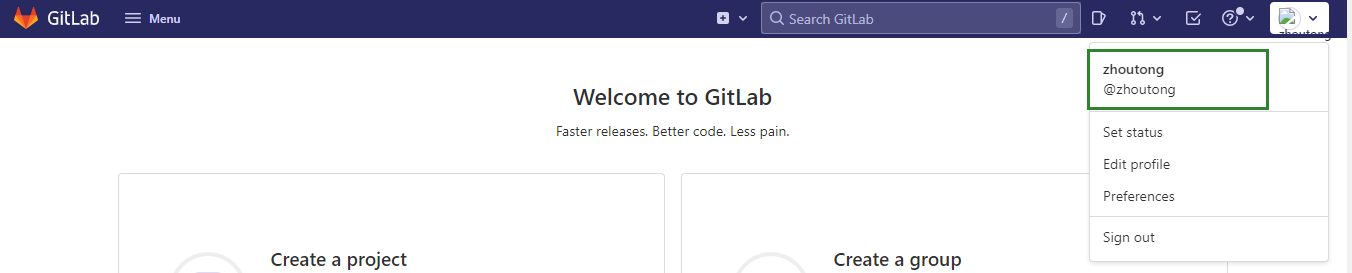 GitLab
Menu
Search GitLab
/
zhoutong
zhoutong
@zhoutong
Welcome to GitLab
Faster releases. Better code. Less pain.
Set status
Edit profile
Preferences
Sign out
Create a project
Create a group